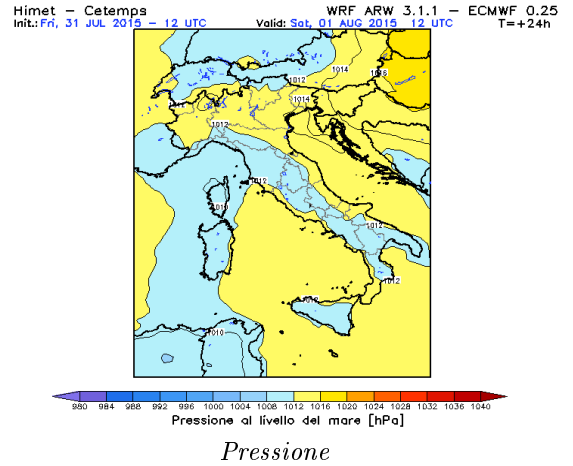 Himet – Cetemps WRF ARW 3.1.1 – ECMWF 0.25
Init.: Fri, 31 JUL 2015 – 12 UTC Valid: Sat, 01 AUG 2015 12 UTC T=+24h
1014
1012
1016
1014
1012
1012
1012
1010
1012
1012
1012
1010
980 984 988 992 996 1000 1004 1008 1012 1016 1020 1024 1028 1032 1036 1040
Pressione al livello del mare [hPa]
Pressione